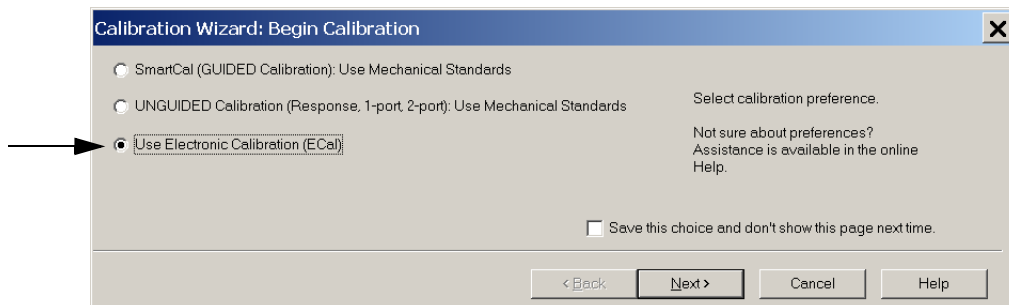 Calibration Wizard: Begin Calibration
SmartCal (GUIDED Calibration): Use Mechanical Standards
UNGUIDED Calibration (Response, 1-port, 2-port): Use Mechanical Standards
Use Electronic Calibration (ECal)
Select calibration preference.
Not sure about preferences?
Assistance is available in the online
Help.
Save this choice and don't show this page next time.
< Back
Next >
Cancel
Help